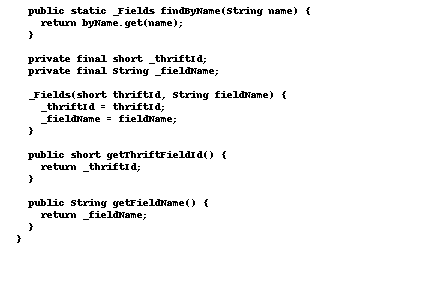 public static _Fields findByName(String name) {
return byName.get(name);
}
private final short _thriftId;
private final String _fieldName;
_Fields(short thriftId, String fieldName) {
_thriftId = thriftId;
_fieldName = fieldName;
}
public short getThriftFieldId() {
return _thriftId;
}
public String getFieldName() {
return _fieldName;
}
}